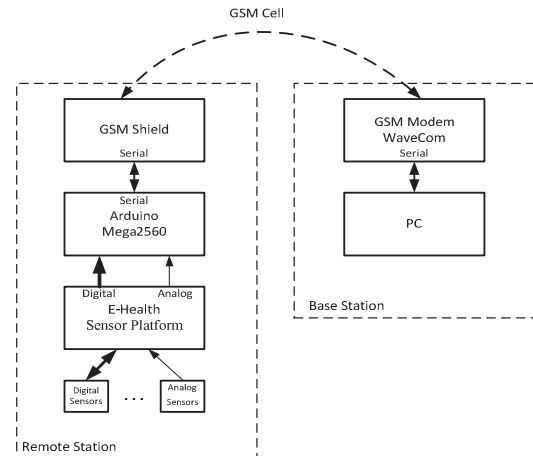 GSM Cell
GSM Shield
Serial
Serial
Arduino
Mega2560
Digital
Analog
E-Health
Sensor Platform
Digital
Sensors
...
Analog
Sensors
Remote Station
GSM Modem
WaveCom
Serial
PC
Base Station